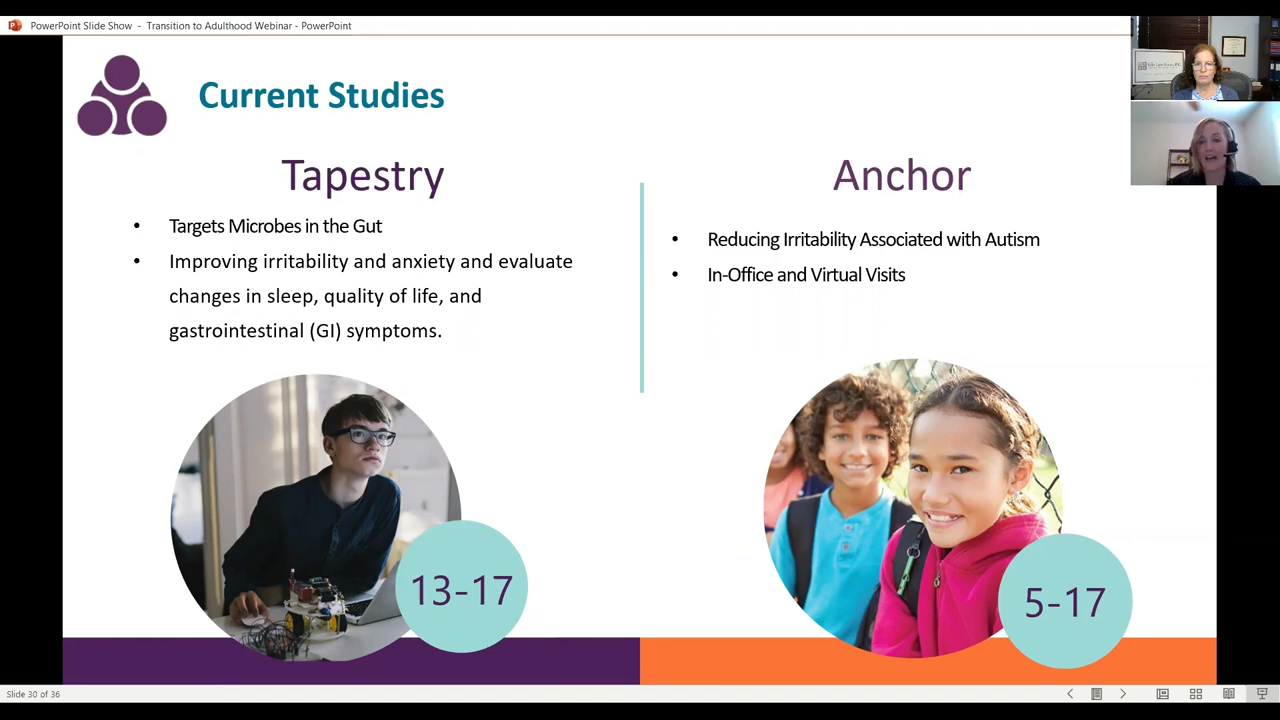 PowerPoint Slide Show - Transition to Adulthood Webinar - PowerPoint
Current Studies
Tapestry
• Targets Microbes in the Gut
• Improving irritability and anxiety and evaluate
changes in sleep, quality of life, and
gastrointestinal (GI) symptoms.
13-17
Anchor
• Reducing Irritability Associated with Autism
• In-Office and Virtual Visits
5-17
Slide 30 of 36